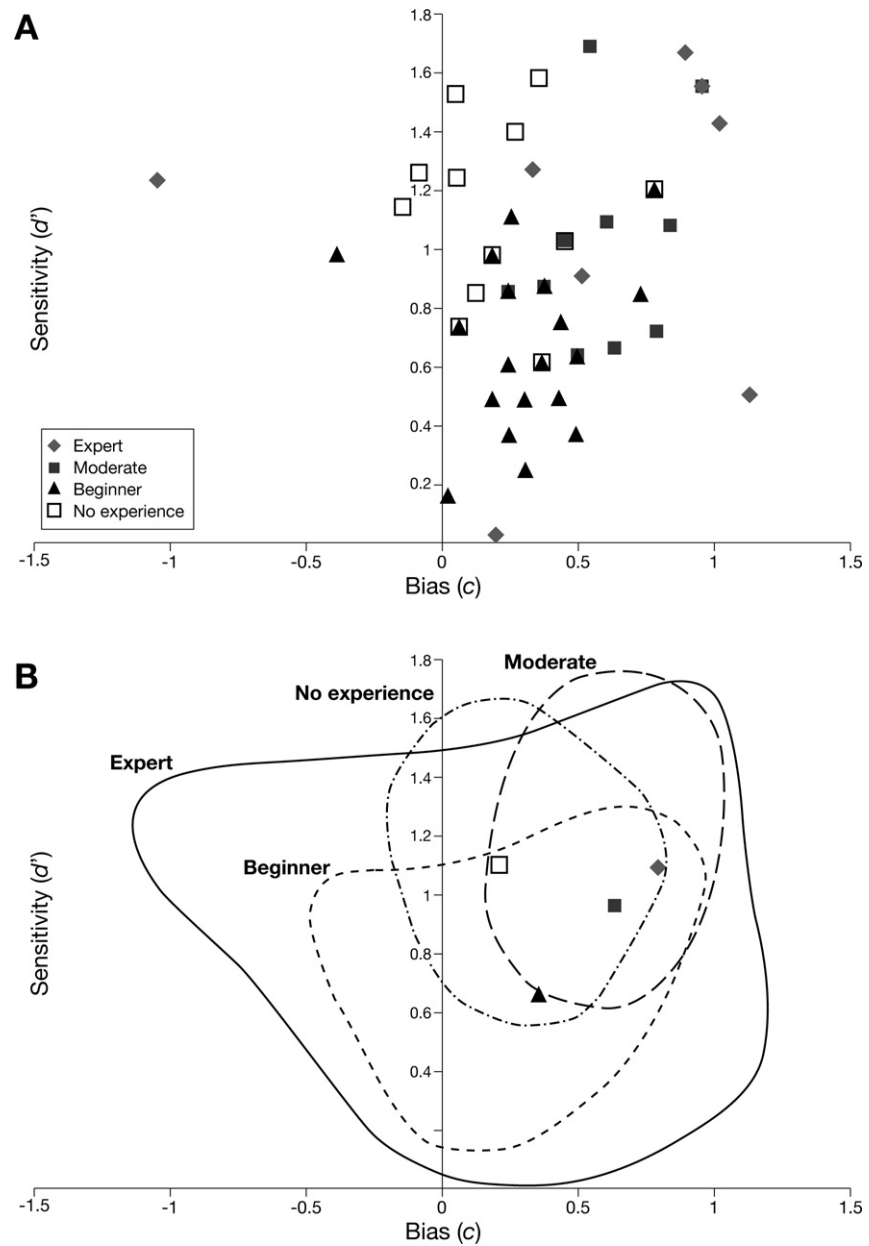 A
1.8
1.6
1.4
1.2
1
0.8
0.6
0.4
0.2
Sensitivity (d')
Expert
Moderate
Beginner
No experience
-1.5 -1 -0.5 0 0.5 1 1.5
Bias (c)
B
1.8
Moderate
No experience
1.6
Expert
1.4
1.2
Beginner
1
0.8
0.6
0.4
Sensitivity (d')
-1.5 -1 -0.5 0 0.5 1 1.5
Bias (c)